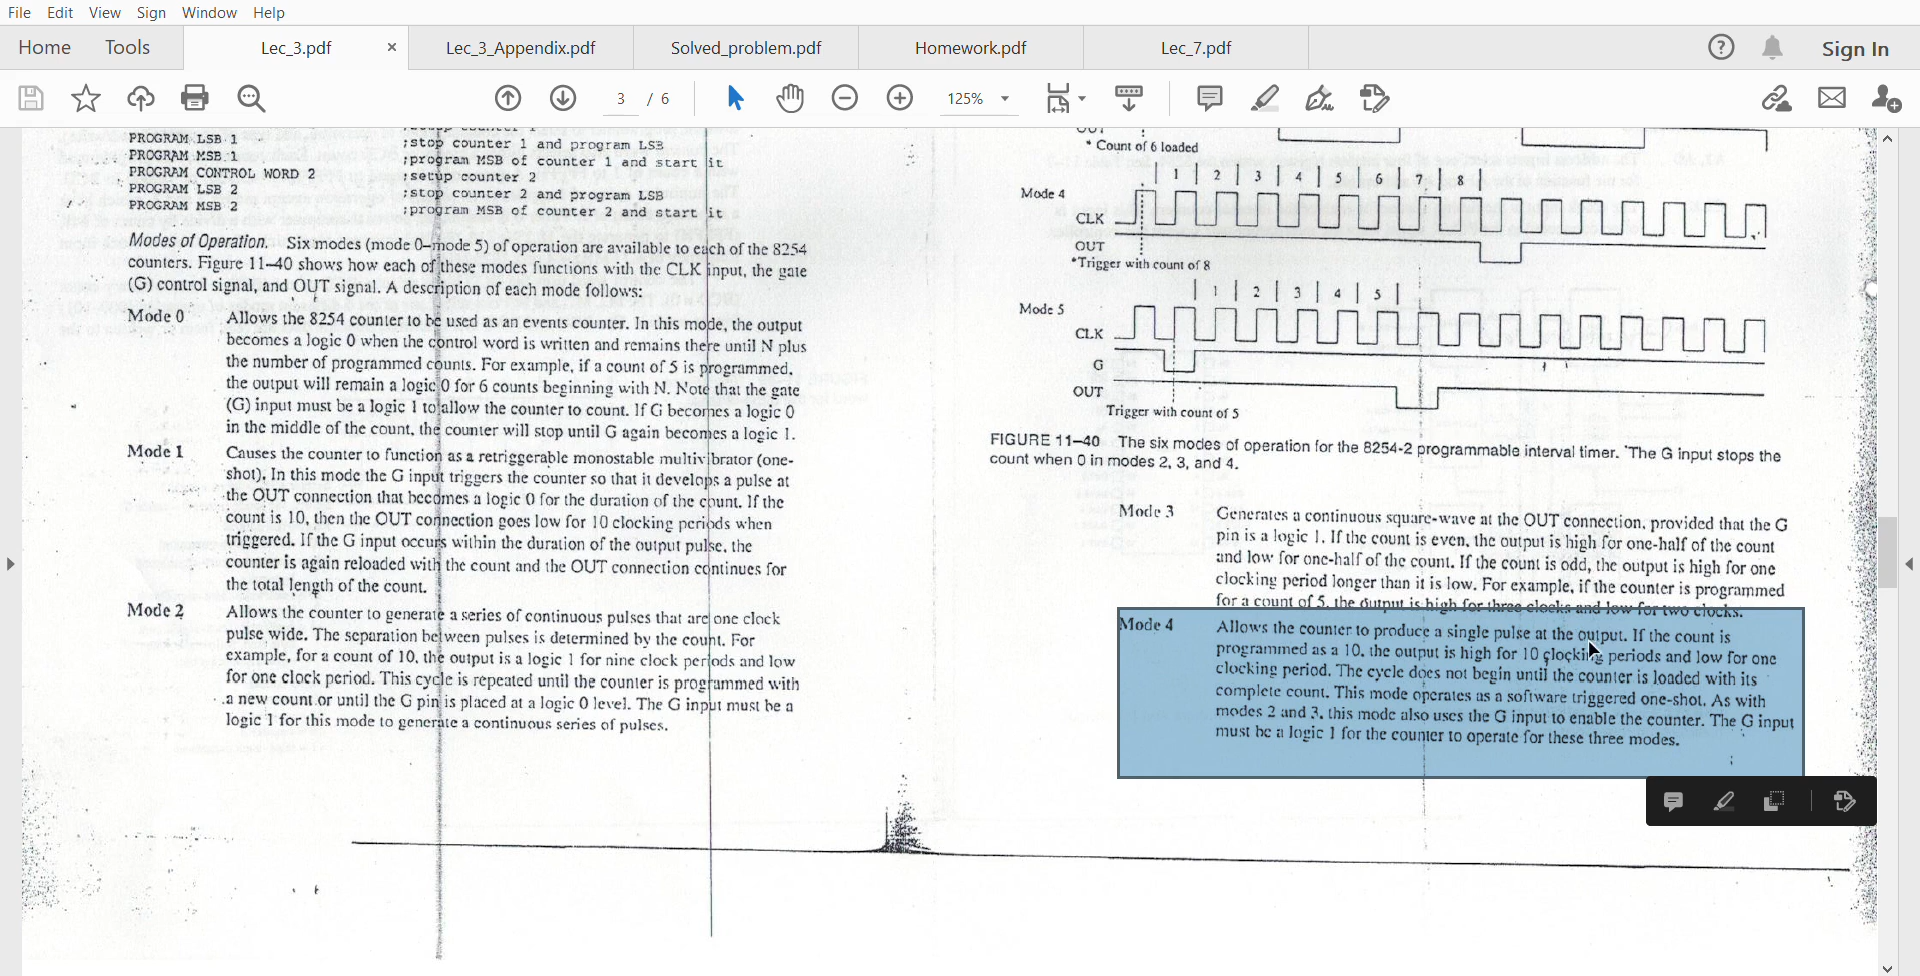 File Edit View Sign Window Help
Home Tools Lec_3.pdf × Lec_3_Appendix.pdf Solved_problem.pdf Homework.pdf Lec_7.pdf Sign In
3 / 6 125%
PROGRAM LSB 1 ;stop counter 1 and program LSB
PROGRAM MSB 1 ;program MSB of counter 1 and start it
PROGRAM CONTROL WORD 2 ;setup counter 2
PROGRAM LSB 2 ;stop counter 2 and program LSB
PROGRAM MSB 2 ;program MSB of counter 2 and start it
Modes of Operation. Six modes (mode 0–mode 5) of operation are available to each of the 8254
counters. Figure 11–40 shows how each of these modes functions with the CLK input, the gate
(G) control signal, and OUT signal. A description of each mode follows:
Mode 0 Allows the 8254 counter to be used as an events counter. In this mode, the output
becomes a logic 0 when the control word is written and remains there until N plus
the number of programmed counts. For example, if a count of 5 is programmed,
the output will remain a logic 0 for 6 counts beginning with N. Note that the gate
(G) input must be a logic 1 to allow the counter to count. If G becomes a logic 0
in the middle of the count, the counter will stop until G again becomes a logic 1.
Mode 1 Causes the counter to function as a retriggerable monostable multivibrator (one-
shot). In this mode the G input triggers the counter so that it develops a pulse at
the OUT connection that becomes a logic 0 for the duration of the count. If the
count is 10, then the OUT connection goes low for 10 clocking periods when
triggered. If the G input occurs within the duration of the output pulse, the
counter is again reloaded with the count and the OUT connection continues for
the total length of the count.
Mode 2 Allows the counter to generate a series of continuous pulses that are one clock
pulse wide. The separation between pulses is determined by the count. For
example, for a count of 10, the output is a logic 1 for nine clock periods and low
for one clock period. This cycle is repeated until the counter is programmed with
a new count or until the G pin is placed at a logic 0 level. The G input must be a
logic 1 for this mode to generate a continuous series of pulses.
OUT
* Count of 6 loaded
1 2 3 4 5 6 7 8
Mode 4
CLK
OUT
*Trigger with count of 8
1 2 3 4 5
Mode 5
CLK
G
OUT
Trigger with count of 5
FIGURE 11–40 The six modes of operation for the 8254-2 programmable interval timer. *The G input stops the
count when 0 in modes 2, 3, and 4.
Mode 3 Generates a continuous square-wave at the OUT connection, provided that the G
pin is a logic 1. If the count is even, the output is high for one-half of the count
and low for one-half of the count. If the count is odd, the output is high for one
clocking period longer than it is low. For example, if the counter is programmed
for a count of 5, the output is high for three clocks and low for two clocks.
Mode 4 Allows the counter to produce a single pulse at the output. If the count is
programmed as a 10, the output is high for 10 clocking periods and low for one
clocking period. The cycle does not begin until the counter is loaded with its
complete count. This mode operates as a software triggered one-shot. As with
modes 2 and 3, this mode also uses the G input to enable the counter. The G input
must be a logic 1 for the counter to operate for these three modes.